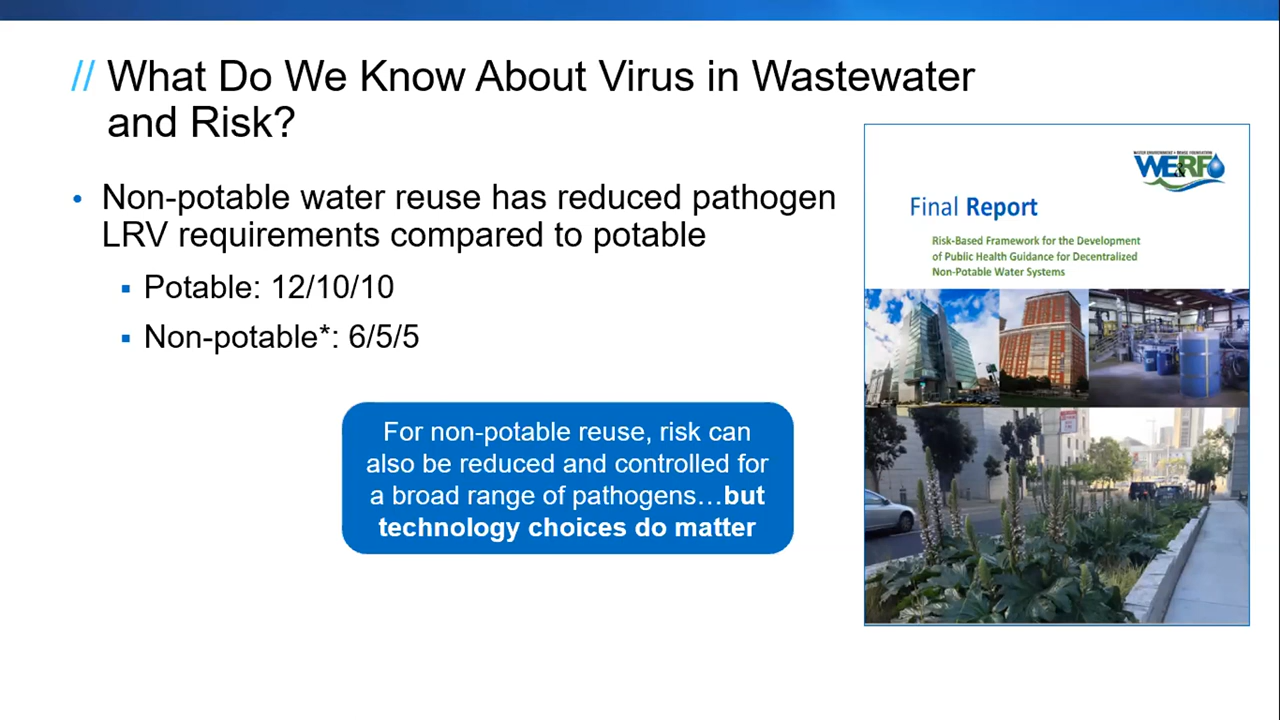 // What Do We Know About Virus in Wastewater
and Risk?
• Non-potable water reuse has reduced pathogen
LRV requirements compared to potable
▪ Potable: 12/10/10
▪ Non-potable*: 6/5/5
For non-potable reuse, risk can
also be reduced and controlled for
a broad range of pathogens…but
technology choices do matter
WATER ENVIRONMENT & REUSE FOUNDATION
WE&RF
Final Report
Risk-Based Framework for the Development
of Public Health Guidance for Decentralized
Non-Potable Water Systems